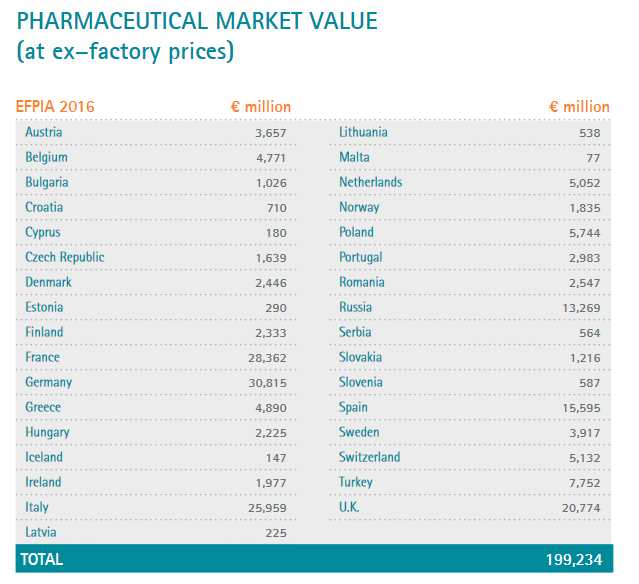 PHARMACEUTICAL MARKET VALUE
(at ex–factory prices)
EFPIA 2016 € million € million
Austria 3,657 Lithuania 538
Belgium 4,771 Malta 77
Bulgaria 1,026 Netherlands 5,052
Croatia 710 Norway 1,835
Cyprus 180 Poland 5,744
Czech Republic 1,639 Portugal 2,983
Denmark 2,446 Romania 2,547
Estonia 290 Russia 13,269
Finland 2,333 Serbia 564
France 28,362 Slovakia 1,216
Germany 30,815 Slovenia 587
Greece 4,890 Spain 15,595
Hungary 2,225 Sweden 3,917
Iceland 147 Switzerland 5,132
Ireland 1,977 Turkey 7,752
Italy 25,959 U.K. 20,774
Latvia 225
TOTAL 199,234